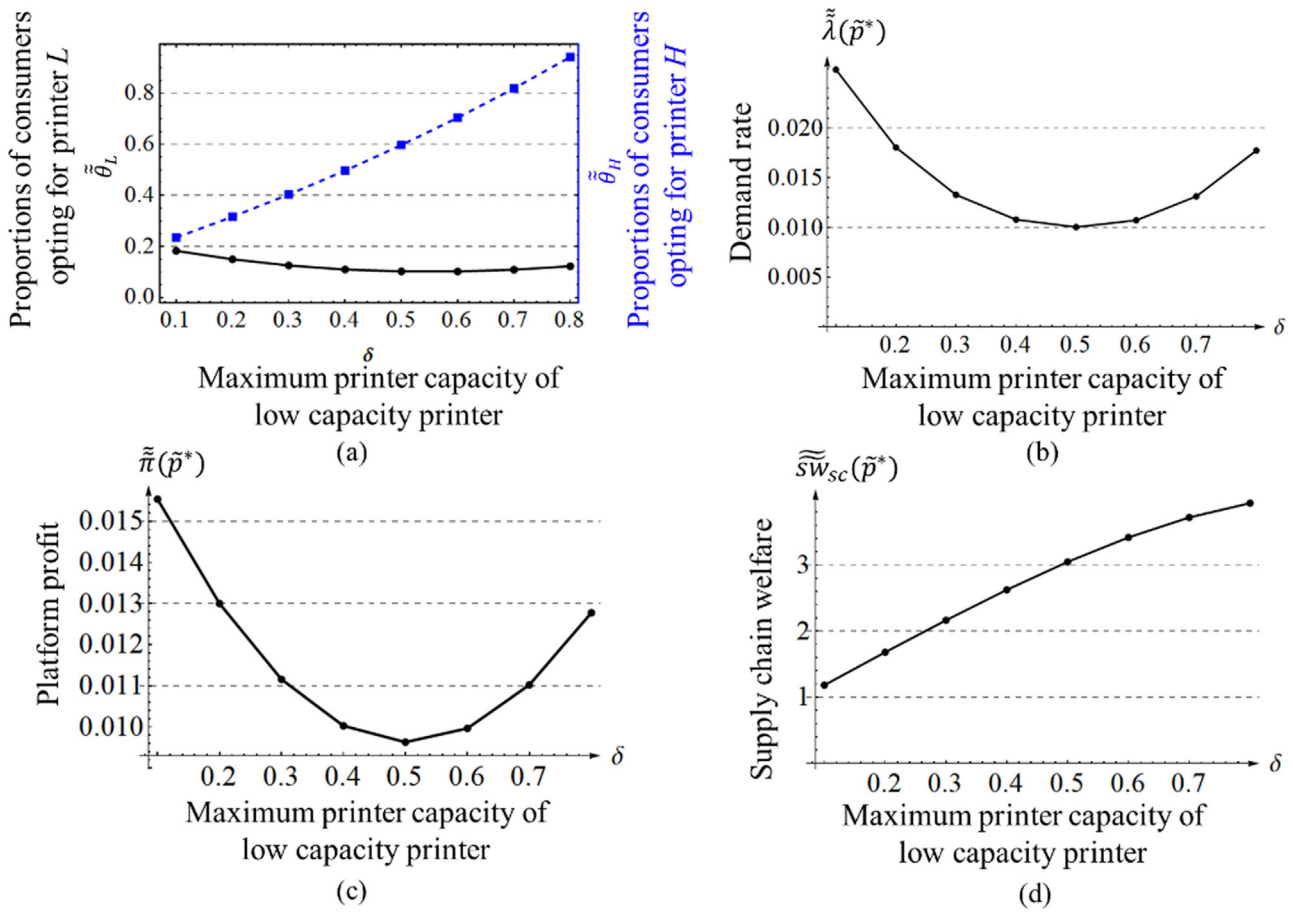 Proportions of consumers
opting for printer L
θ̃̃_L
0.8
0.6
0.4
0.2
0.0
0.1 0.2 0.3 0.4 0.5 0.6 0.7 0.8
δ
Maximum printer capacity of
low capacity printer
(a)
θ̃̃_H
Proportions of consumers
opting for printer H
λ̃̃(p̃*)
Demand rate
0.020
0.015
0.010
0.005
0.2 0.3 0.4 0.5 0.6 0.7
δ
Maximum printer capacity of
low capacity printer
(b)
π̃̃(p̃*)
Platform profit
0.015
0.014
0.013
0.012
0.011
0.010
0.2 0.3 0.4 0.5 0.6 0.7
δ
Maximum printer capacity of
low capacity printer
(c)
s̃̃w̃̃_sc(p̃*)
Supply chain welfare
3
2
1
0.2 0.3 0.4 0.5 0.6 0.7
δ
Maximum printer capacity of
low capacity printer
(d)